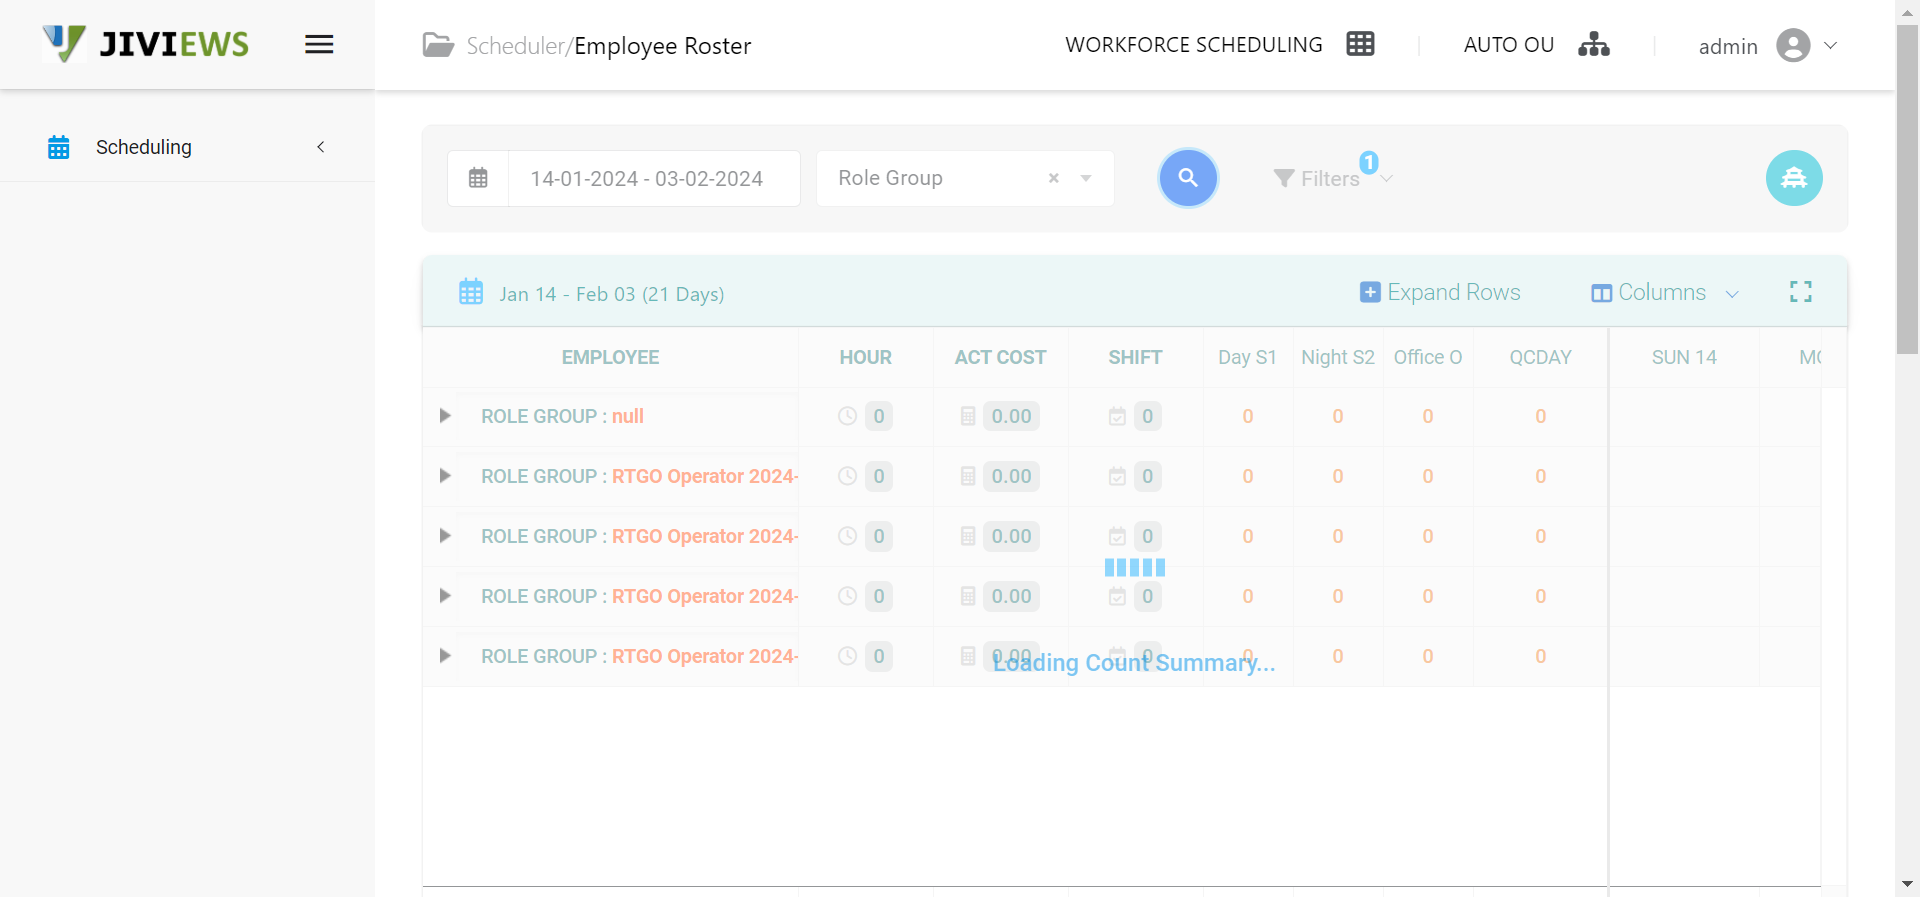 JIVIEWS
Scheduler/Employee Roster
WORKFORCE SCHEDULING
AUTO OU
admin
Scheduling
14-01-2024 - 03-02-2024
Role Group
Filters
1
Jan 14 - Feb 03 (21 Days)
Expand Rows
Columns
EMPLOYEE HOUR ACT COST SHIFT Day S1 Night S2 Office O QCDAY SUN 14 MO
ROLE GROUP : null 0 0.00 0 0 0 0 0
ROLE GROUP : RTGO Operator 2024- 0 0.00 0 0 0 0 0
ROLE GROUP : RTGO Operator 2024- 0 0.00 0 0 0 0 0
ROLE GROUP : RTGO Operator 2024- 0 0.00 0 0 0 0 0
ROLE GROUP : RTGO Operator 2024- 0 0.00 0 0 0 0 0
Loading Count Summary...